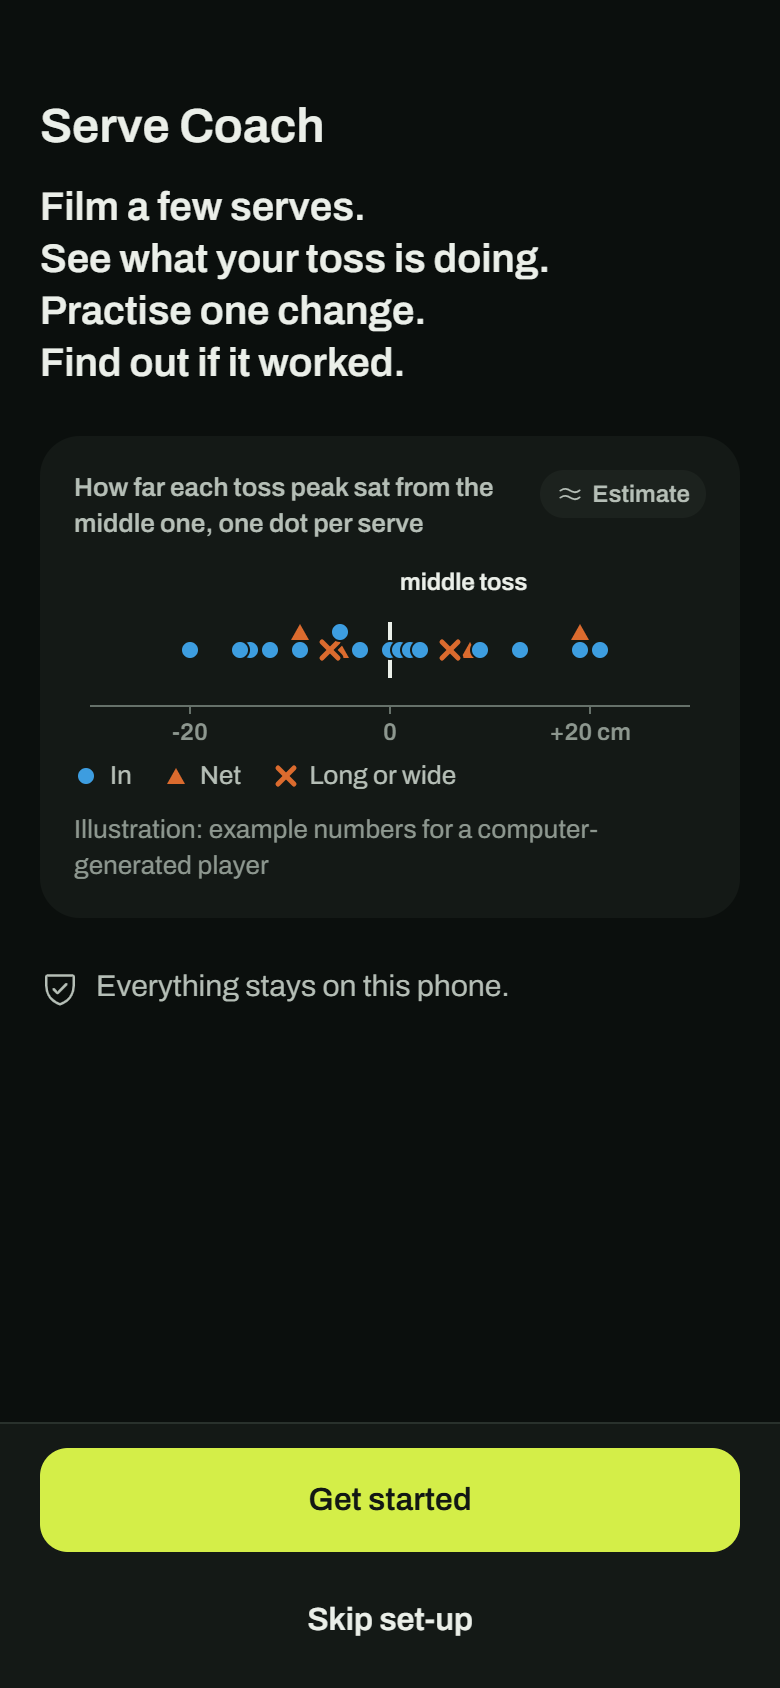 Serve Coach
Film a few serves.
See what your toss is doing.
Practise one change.
Find out if it worked.
How far each toss peak sat from the
middle one, one dot per serve
Estimate
middle toss
-20 0 +20 cm
In Net Long or wide
Illustration: example numbers for a computer-
generated player
Everything stays on this phone.
Get started
Skip set-up